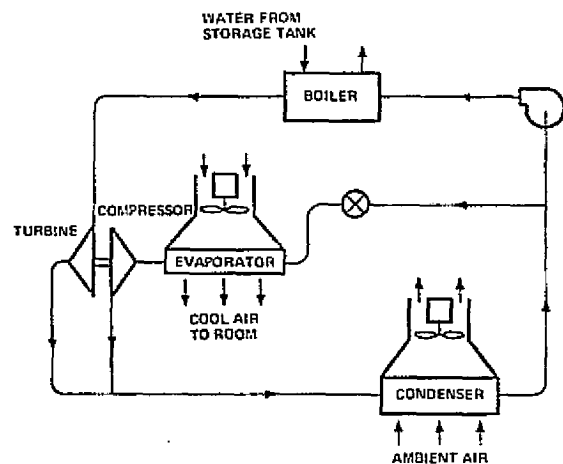 WATER FROM
STORAGE TANK
BOILER
COMPRESSOR
TURBINE
EVAPORATOR
COOL AIR
TO ROOM
CONDENSER
AMBIENT AIR